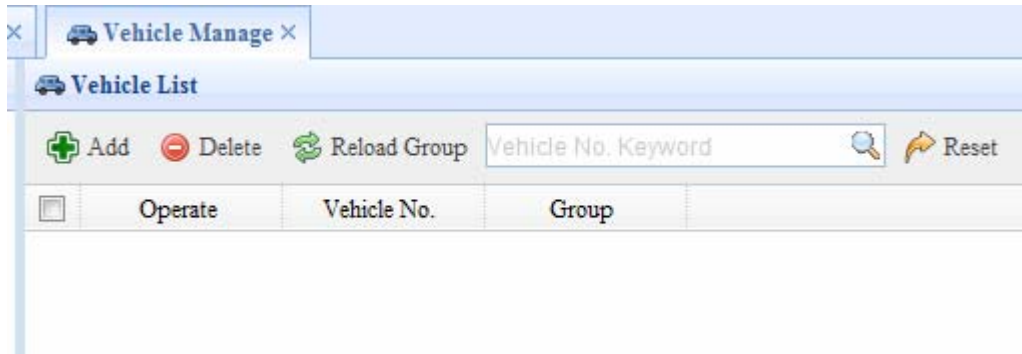 Vehicle Manage
Vehicle List
Add Delete Reload Group Vehicle No. Keyword Reset
Operate Vehicle No. Group